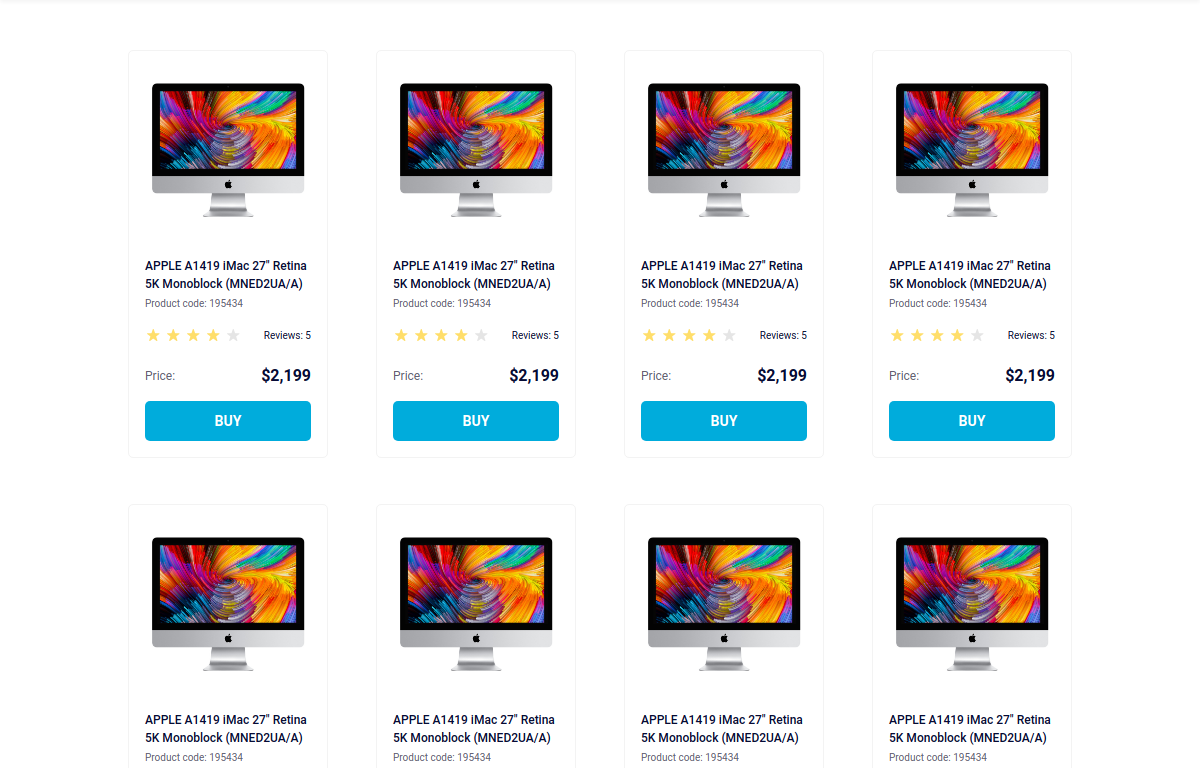 APPLE A1419 iMac 27" Retina
5K Monoblock (MNED2UA/A)
Product code: 195434
Reviews: 5
Price: $2,199
BUY
APPLE A1419 iMac 27" Retina
5K Monoblock (MNED2UA/A)
Product code: 195434
Reviews: 5
Price: $2,199
BUY
APPLE A1419 iMac 27" Retina
5K Monoblock (MNED2UA/A)
Product code: 195434
Reviews: 5
Price: $2,199
BUY
APPLE A1419 iMac 27" Retina
5K Monoblock (MNED2UA/A)
Product code: 195434
Reviews: 5
Price: $2,199
BUY
APPLE A1419 iMac 27" Retina
5K Monoblock (MNED2UA/A)
Product code: 195434
APPLE A1419 iMac 27" Retina
5K Monoblock (MNED2UA/A)
Product code: 195434
APPLE A1419 iMac 27" Retina
5K Monoblock (MNED2UA/A)
Product code: 195434
APPLE A1419 iMac 27" Retina
5K Monoblock (MNED2UA/A)
Product code: 195434